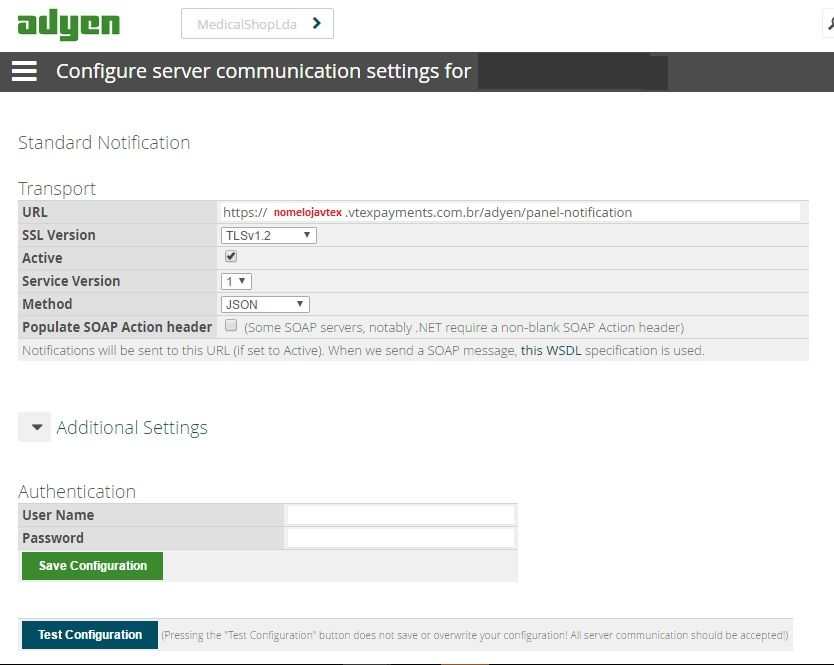 adyen
MedicalShopLda
Configure server communication settings for
Standard Notification
Transport
URL https:// nomelojavtex .vtexpayments.com.br/adyen/panel-notification
SSL Version TLSv1.2
Active
Service Version 1
Method JSON
Populate SOAP Action header (Some SOAP servers, notably .NET require a non-blank SOAP Action header)
Notifications will be sent to this URL (if set to Active). When we send a SOAP message, this WSDL specification is used.
Additional Settings
Authentication
User Name
Password
Save Configuration
Test Configuration (Pressing the "Test Configuration" button does not save or overwrite your configuration! All server communication should be accepted!)